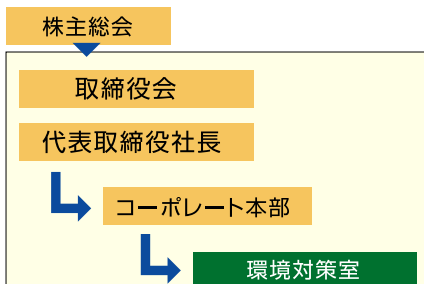 株主総会
取締役会
代表取締役社長
コーポレート本部
環境対策室